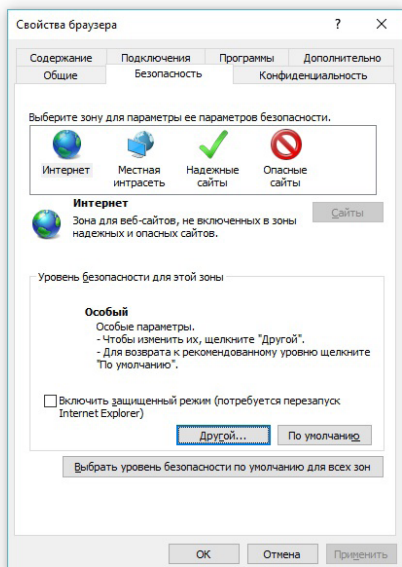 Свойства браузера
Содержание Подключения Программы Дополнительно
Общие Безопасность Конфиденциальность
Выберите зону для параметры ее параметров безопасности.
Интернет Местная интрасеть Надежные сайты Опасные сайты
Интернет
Зона для веб-сайтов, не включенных в зоны
надежных и опасных сайтов.
Сайты
Уровень безопасности для этой зоны
Особый
Особые параметры.
- Чтобы изменить их, щелкните "Другой".
- Для возврата к рекомендованному уровню щелкните
"По умолчанию".
Включить защищенный режим (потребуется перезапуск
Internet Explorer)
Другой... По умолчанию
Выбрать уровень безопасности по умолчанию для всех зон
ОК Отмена Применить